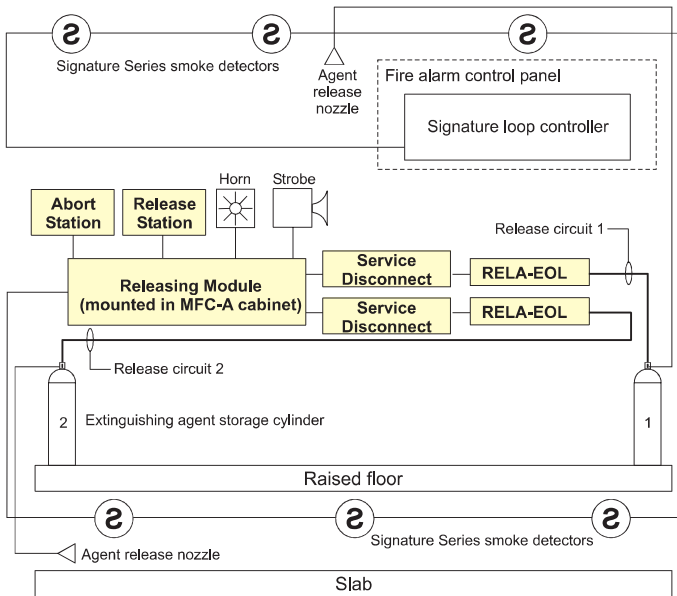 S S S
Signature Series smoke detectors
Agent
release
nozzle
Fire alarm control panel
Signature loop controller
Horn
Strobe
Abort
Station
Release
Station
Release circuit 1
Service
Disconnect
RELA-EOL
Releasing Module
(mounted in MFC-A cabinet)
Service
Disconnect
RELA-EOL
Release circuit 2
2
Extinguishing agent storage cylinder
1
Raised floor
S S S
Signature Series smoke detectors
Agent release nozzle
Slab